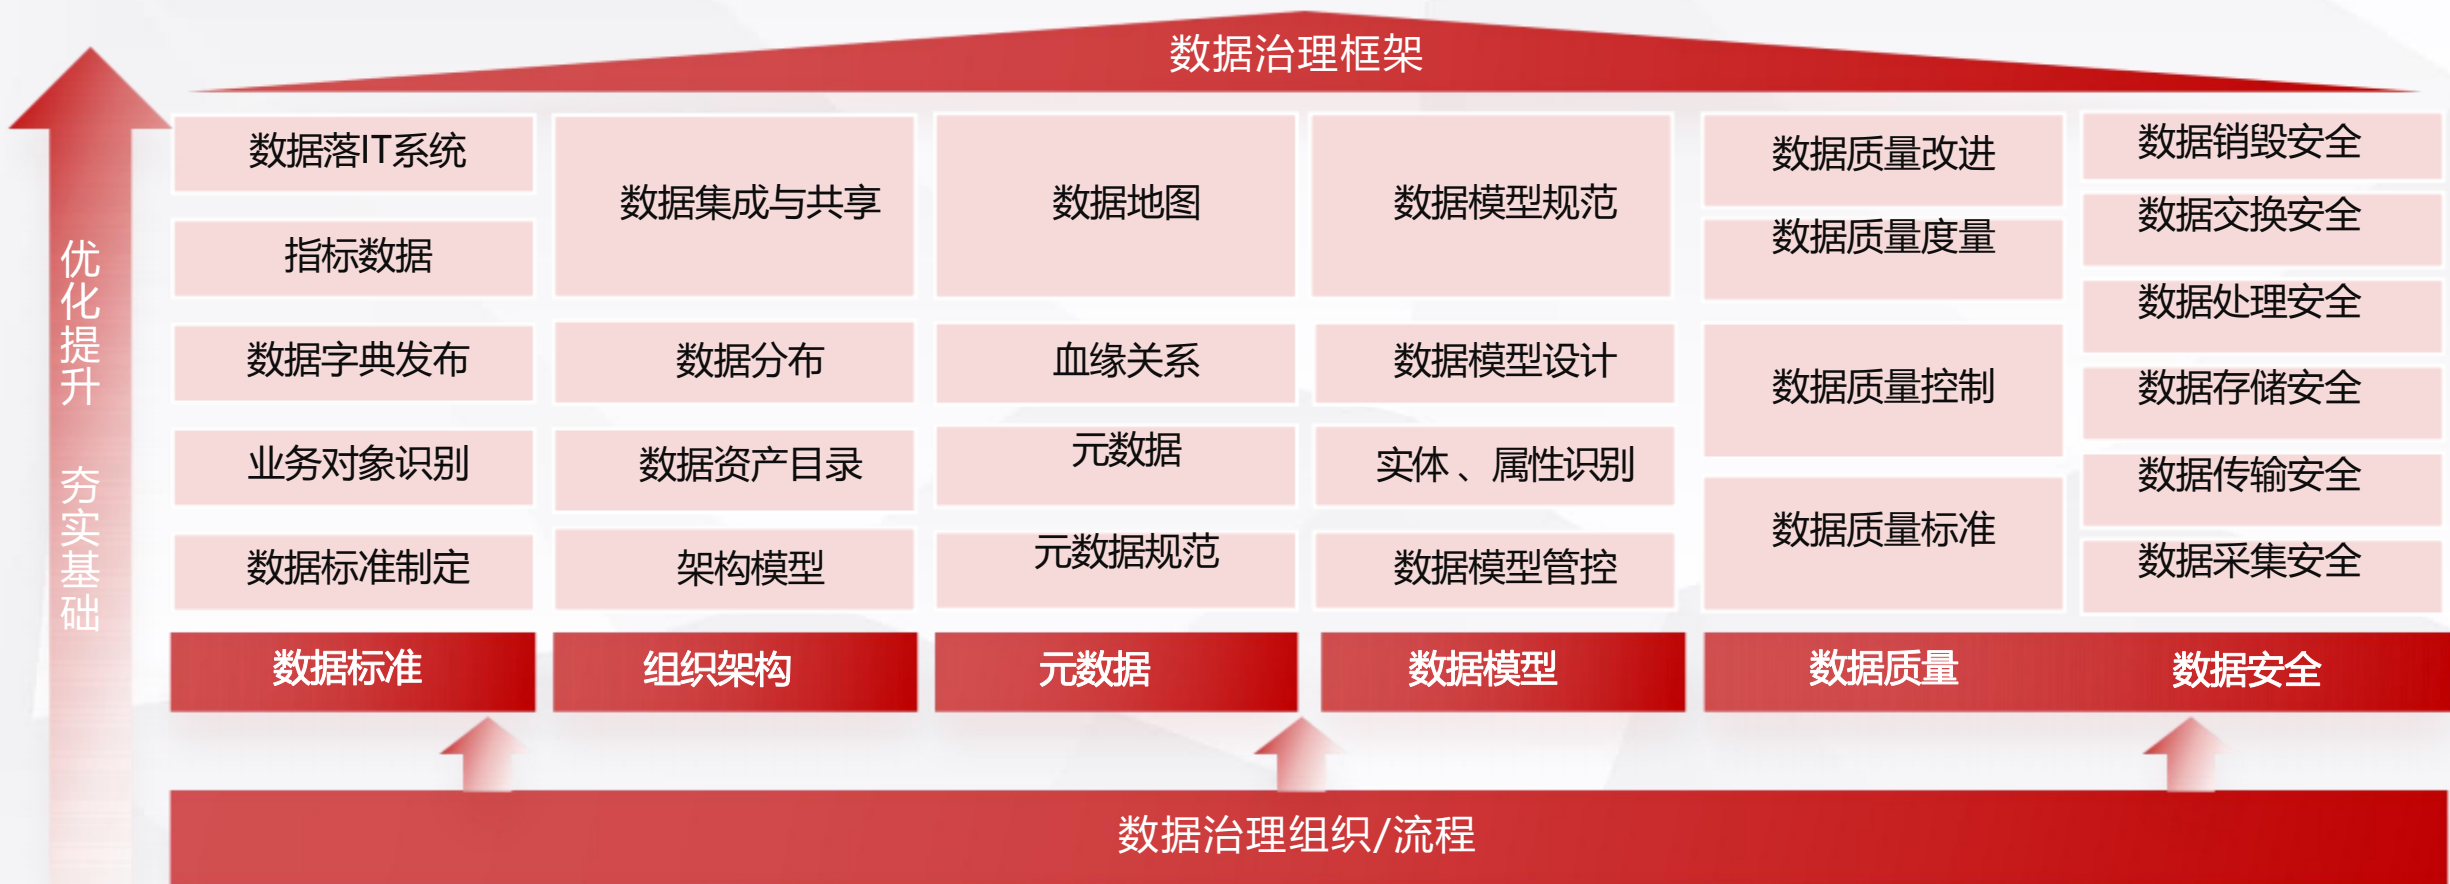 数据治理框架
优化提升 夯实基础
数据落IT系统
指标数据
数据字典发布
业务对象识别
数据标准制定
数据标准
数据集成与共享
数据分布
数据资产目录
架构模型
组织架构
数据地图
血缘关系
元数据
元数据规范
元数据
数据模型规范
数据模型设计
实体、属性识别
数据模型管控
数据模型
数据质量改进
数据质量度量
数据质量控制
数据质量标准
数据质量
数据销毁安全
数据交换安全
数据处理安全
数据存储安全
数据传输安全
数据采集安全
数据安全
数据治理组织/流程